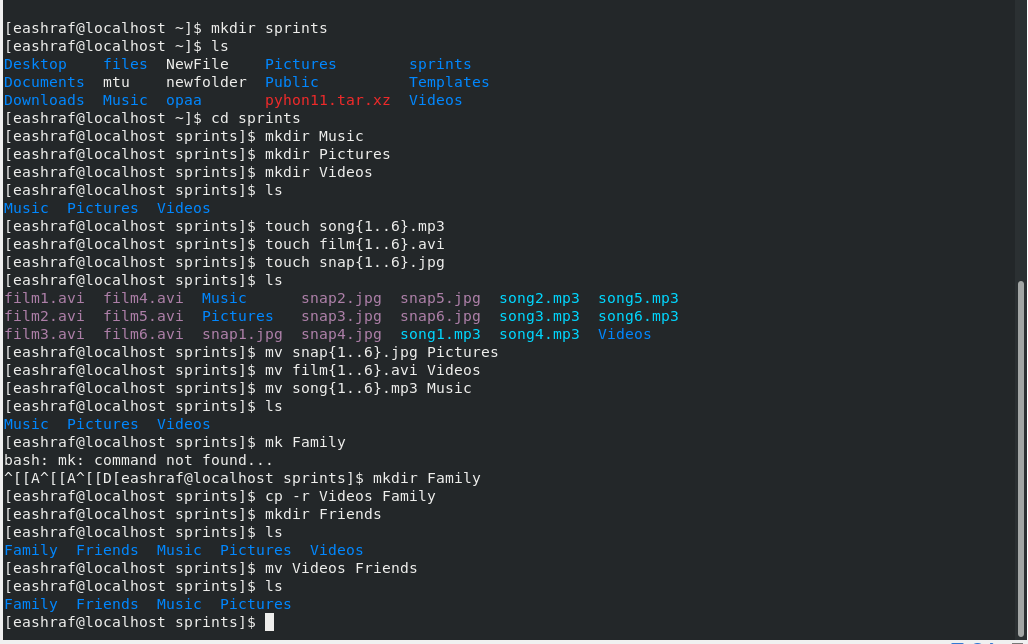 [eashraf@localhost ~]$ mkdir sprints
[eashraf@localhost ~]$ ls
Desktop    files  NewFile    Pictures        sprints
Documents  mtu    newfolder  Public          Templates
Downloads  Music  opaa       pyhon11.tar.xz  Videos
[eashraf@localhost ~]$ cd sprints
[eashraf@localhost sprints]$ mkdir Music
[eashraf@localhost sprints]$ mkdir Pictures
[eashraf@localhost sprints]$ mkdir Videos
[eashraf@localhost sprints]$ ls
Music  Pictures  Videos
[eashraf@localhost sprints]$ touch song{1..6}.mp3
[eashraf@localhost sprints]$ touch film{1..6}.avi
[eashraf@localhost sprints]$ touch snap{1..6}.jpg
[eashraf@localhost sprints]$ ls
film1.avi  film4.avi  Music      snap2.jpg  snap5.jpg  song2.mp3  song5.mp3
film2.avi  film5.avi  Pictures   snap3.jpg  snap6.jpg  song3.mp3  song6.mp3
film3.avi  film6.avi  snap1.jpg  snap4.jpg  song1.mp3  song4.mp3  Videos
[eashraf@localhost sprints]$ mv snap{1..6}.jpg Pictures
[eashraf@localhost sprints]$ mv film{1..6}.avi Videos
[eashraf@localhost sprints]$ mv song{1..6}.mp3 Music
[eashraf@localhost sprints]$ ls
Music  Pictures  Videos
[eashraf@localhost sprints]$ mk Family
bash: mk: command not found...
^[[A^[[A^[[D[eashraf@localhost sprints]$ mkdir Family
[eashraf@localhost sprints]$ cp -r Videos Family
[eashraf@localhost sprints]$ mkdir Friends
[eashraf@localhost sprints]$ ls
Family  Friends  Music  Pictures  Videos
[eashraf@localhost sprints]$ mv Videos Friends
[eashraf@localhost sprints]$ ls
Family  Friends  Music  Pictures
[eashraf@localhost sprints]$